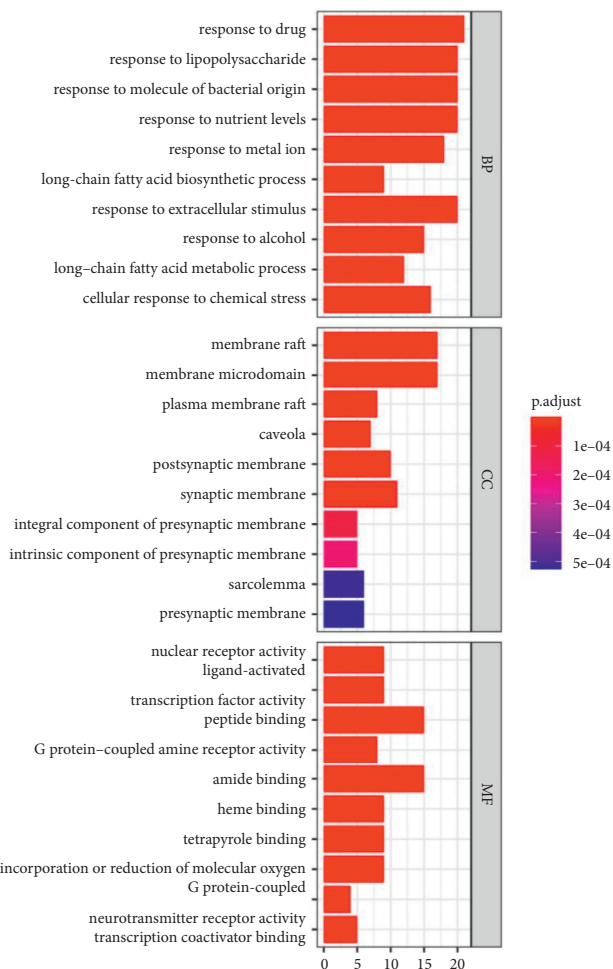 response to drug
response to lipopolysaccharide
response to molecule of bacterial origin
response to nutrient levels
response to metal ion
long-chain fatty acid biosynthetic process
response to extracellular stimulus
response to alcohol
long–chain fatty acid metabolic process
cellular response to chemical stress
BP
membrane raft
membrane microdomain
plasma membrane raft
caveola
postsynaptic membrane
synaptic membrane
integral component of presynaptic membrane
intrinsic component of presynaptic membrane
sarcolemma
presynaptic membrane
CC
nuclear receptor activity
ligand-activated
transcription factor activity
peptide binding
G protein–coupled amine receptor activity
amide binding
heme binding
tetrapyrole binding
incorporation or reduction of molecular oxygen
G protein-coupled
neurotransmitter receptor activity
transcription coactivator binding
MF
0 5 10 15 20
p.adjust
1e–04
2e–04
3e–04
4e–04
5e–04